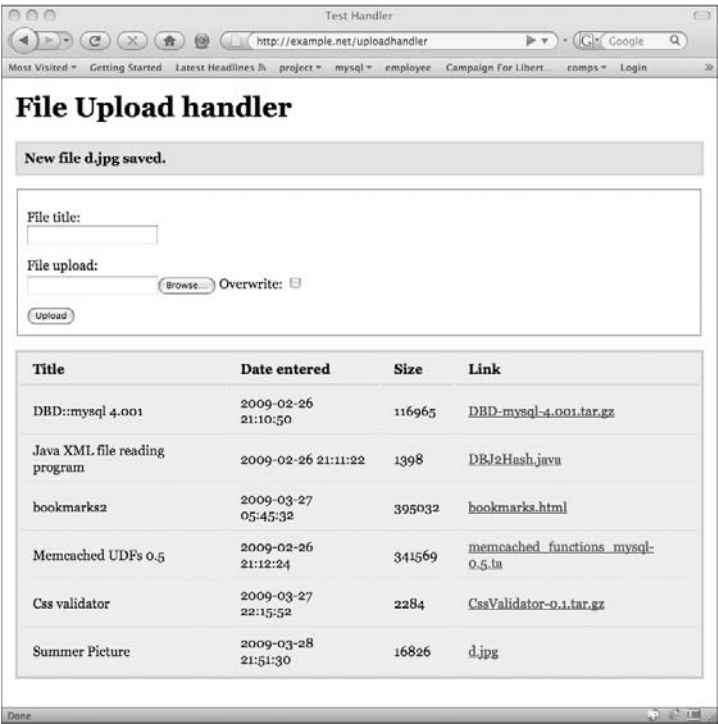 Test Handler
http://example.net/uploadhandler
Google
Most Visited Getting Started Latest Headlines project mysql employee Campaign For Libert... comps Login
File Upload handler
New file d.jpg saved.
File title:
File upload:
Browse... Overwrite:
Upload
Title Date entered Size Link
DBD::mysql 4.001 2009-02-26 21:10:50 116965 DBD-mysql-4.001.tar.gz
Java XML file reading program 2009-02-26 21:11:22 1398 DBJ2Hash.java
bookmarks2 2009-03-27 05:45:32 395032 bookmarks.html
Memcached UDFs 0.5 2009-02-26 21:12:24 341569 memcached_functions_mysql-0.5.ta
Css validator 2009-03-27 22:15:52 2284 CssValidator-0.1.tar.gz
Summer Picture 2009-03-28 21:51:30 16826 d.jpg
Done